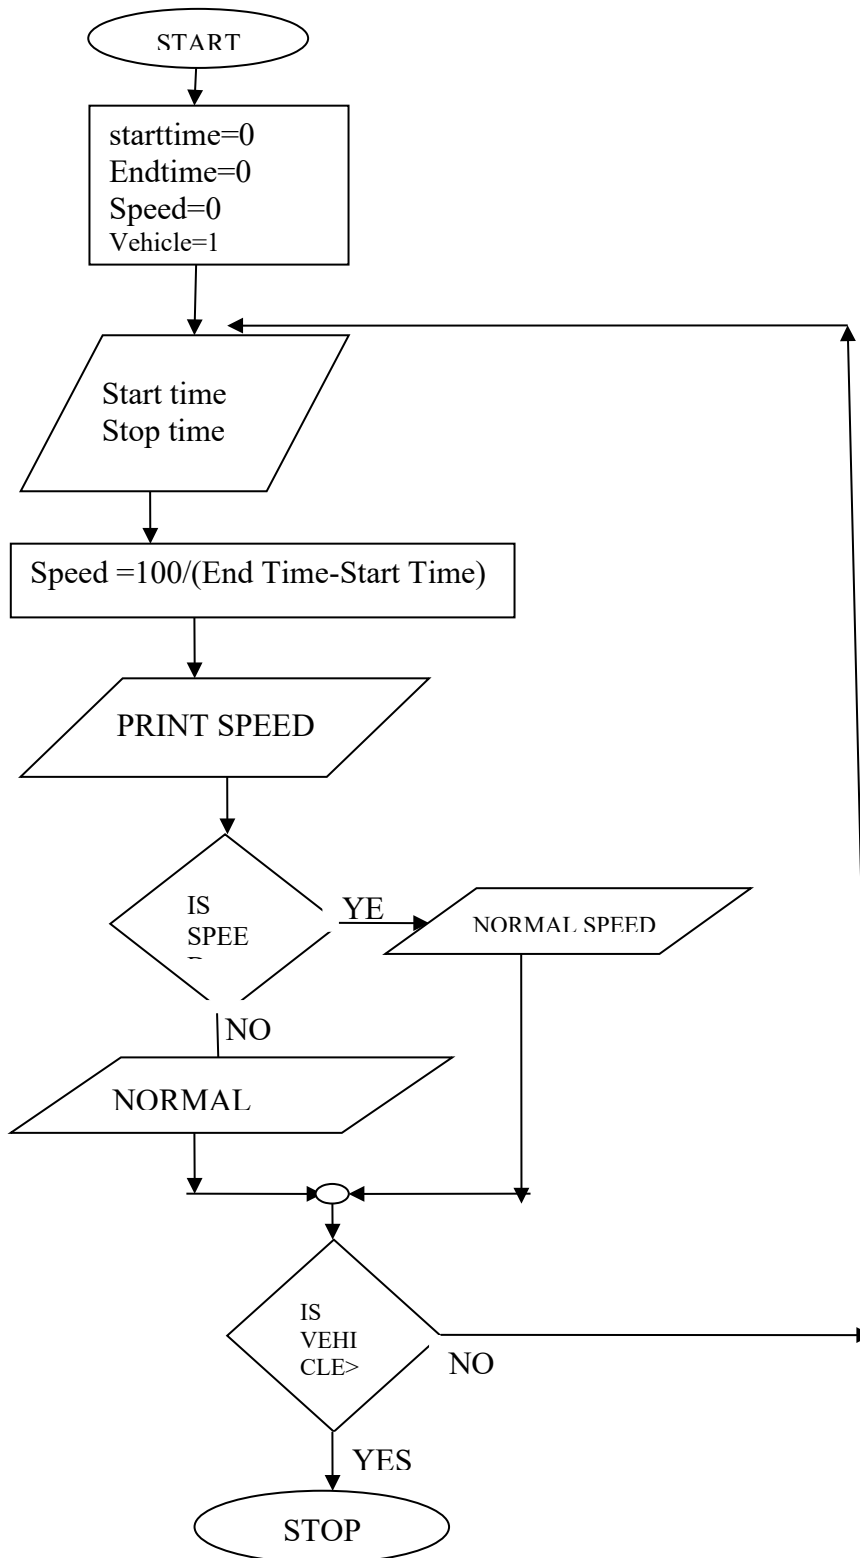 START
starttime=0
Endtime=0
Speed=0
Vehicle=1
Start time
Stop time
Speed =100/(End Time-Start Time)
PRINT SPEED
IS
SPEE
YE
NORMAL SPEED
NO
NORMAL
IS
VEHI
CLE>
NO
YES
STOP